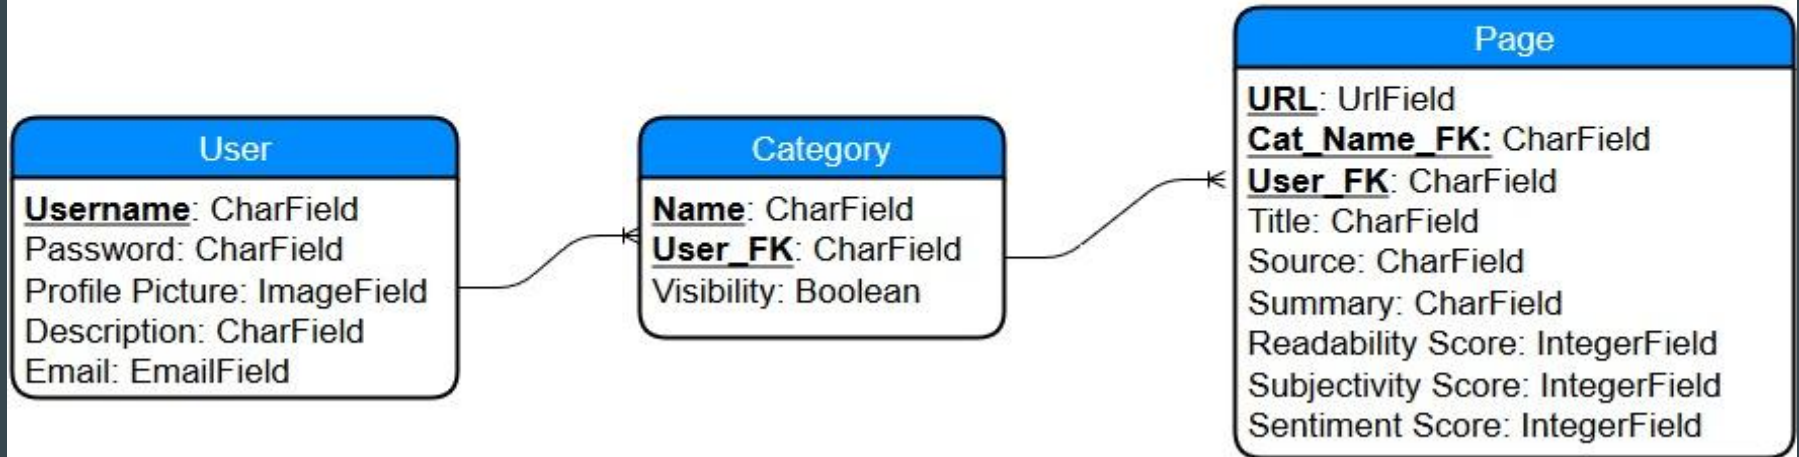 User
Username: CharField
Password: CharField
Profile Picture: ImageField
Description: CharField
Email: EmailField
Category
Name: CharField
User_FK: CharField
Visibility: Boolean
Page
URL: UrlField
Cat_Name_FK: CharField
User_FK: CharField
Title: CharField
Source: CharField
Summary: CharField
Readability Score: IntegerField
Subjectivity Score: IntegerField
Sentiment Score: IntegerField